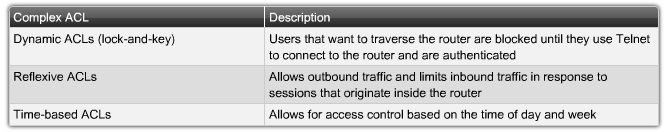 Complex ACL Description
Dynamic ACLs (lock-and-key) Users that want to traverse the router are blocked until they use Telnet
to connect to the router and are authenticated
Reflexive ACLs Allows outbound traffic and limits inbound traffic in response to
sessions that originate inside the router
Time-based ACLs Allows for access control based on the time of day and week